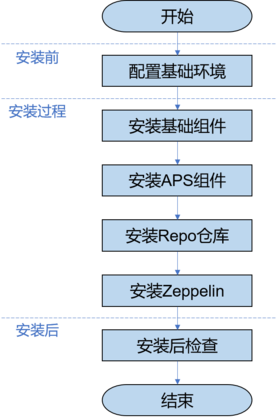 开始
安装前
配置基础环境
安装过程
安装基础组件
安装APS组件
安装Repo仓库
安装Zeppelin
安装后
安装后检查
结束